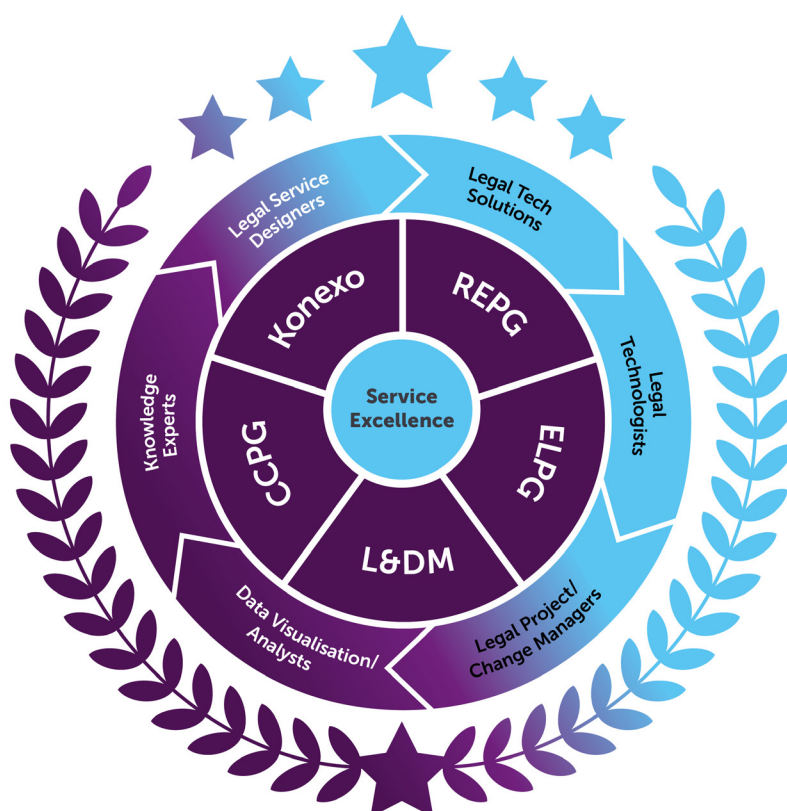 Legal Service
Designers
Legal Tech
Solutions
Legal
Technologists
Legal Project/
Change Managers
Data Visualisation/
Analysts
Knowledge
Experts
Konexo
REPG
ELPG
L&DM
CCPG
Service
Excellence